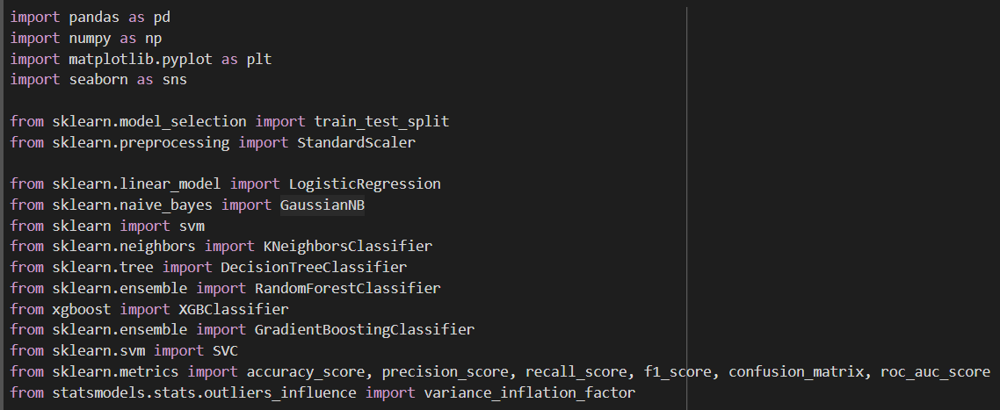 import pandas as pd
import numpy as np
import matplotlib.pyplot as plt
import seaborn as sns
from sklearn.model_selection import train_test_split
from sklearn.preprocessing import StandardScaler
from sklearn.linear_model import LogisticRegression
from sklearn.naive_bayes import GaussianNB
from sklearn import svm
from sklearn.neighbors import KNeighborsClassifier
from sklearn.tree import DecisionTreeClassifier
from sklearn.ensemble import RandomForestClassifier
from xgboost import XGBClassifier
from sklearn.ensemble import GradientBoostingClassifier
from sklearn.svm import SVC
from sklearn.metrics import accuracy_score, precision_score, recall_score, f1_score, confusion_matrix, roc_auc_score
from statsmodels.stats.outliers_influence import variance_inflation_factor